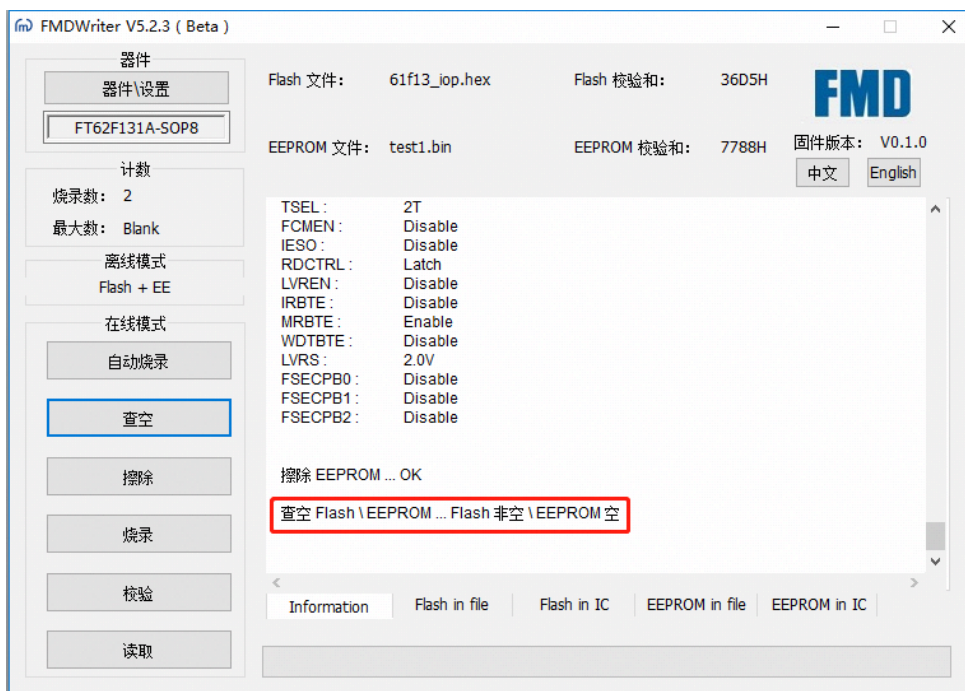 FMDWriter V5.2.3 ( Beta )
器件
器件\设置
FT62F131A-SOP8
计数
烧录数： 2
最大数： Blank
离线模式
Flash + EE
在线模式
自动烧录
查空
擦除
烧录
校验
读取
Flash 文件： 61f13_iop.hex Flash 校验和： 36D5H
EEPROM 文件： test1.bin EEPROM 校验和： 7788H
FMD
固件版本： V0.1.0
中文 English
TSEL : 2T
FCMEN : Disable
IESO : Disable
RDCTRL : Latch
LVREN : Disable
IRBTE : Disable
MRBTE : Enable
WDTBTE : Disable
LVRS : 2.0V
FSECPB0 : Disable
FSECPB1 : Disable
FSECPB2 : Disable
擦除 EEPROM ... OK
查空 Flash \ EEPROM ... Flash 非空 \ EEPROM 空
Information Flash in file Flash in IC EEPROM in file EEPROM in IC